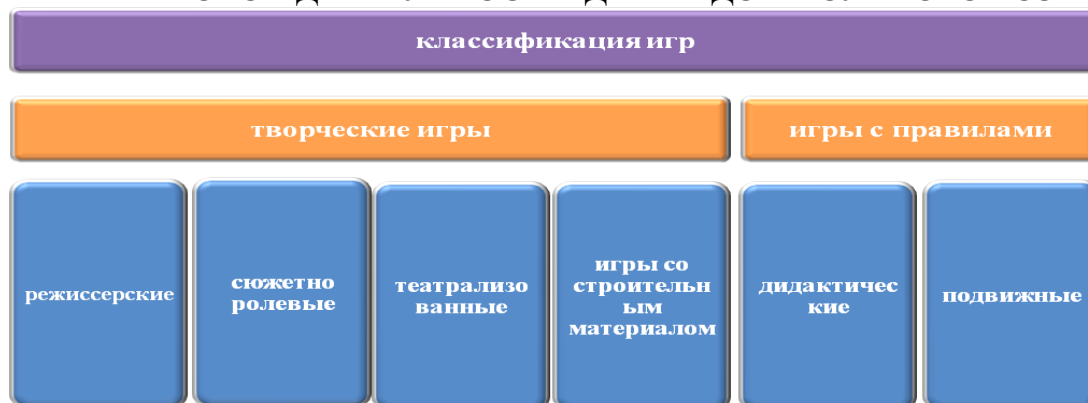 классификация игр
творческие игры
игры с правилами
режиссерские
сюжетно
ролевые
театрализо
ванные
игры со
строительн
ым
материалом
дидактичес
кие
подвижные